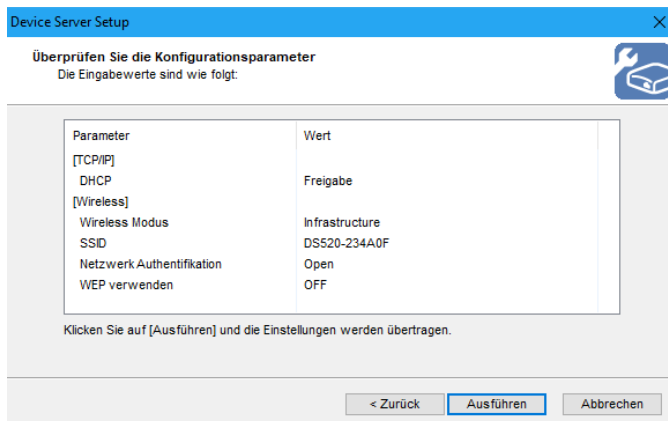 Device Server Setup
Überprüfen Sie die Konfigurationsparameter
Die Eingabewerte sind wie folgt:
Parameter Wert
[TCP/IP]
DHCP Freigabe
[Wireless]
Wireless Modus Infrastructure
SSID DS520-234A0F
Netzwerk Authentifikation Open
WEP verwenden OFF
Klicken Sie auf [Ausführen] und die Einstellungen werden übertragen.
< Zurück Ausführen Abbrechen